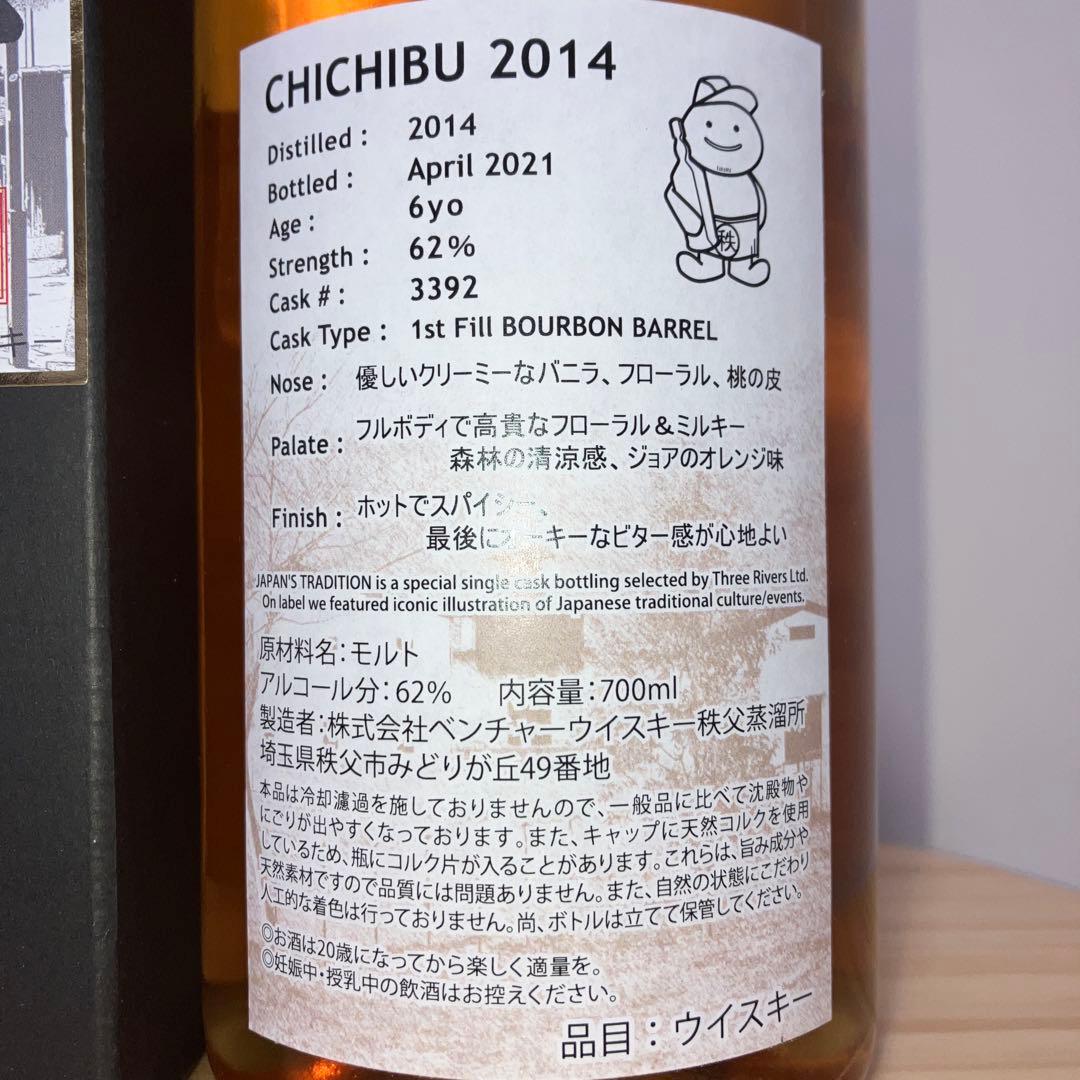 CHICHIBU 2014
Distilled : 2014
Bottled : April 2021
Age : 6yo
Strength : 62%
Cask # : 3392
Cask Type : 1st Fill BOURBON BARREL
Nose : 優しいクリーミーなバニラ、フローラル、桃の皮
Palate : フルボディで高貴なフローラル＆ミルキー
森林の清涼感、ジョアのオレンジ味
Finish : ホットでスパイシー、
最後にオーキーなビター感が心地よい
JAPAN'S TRADITION is a special single cask bottling selected by Three Rivers Ltd.
On label we featured iconic illustration of Japanese traditional culture/events.
原材料名：モルト
アルコール分：62% 内容量：700ml
製造者：株式会社ベンチャーウイスキー秩父蒸溜所
埼玉県秩父市みどりが丘49番地
本品は冷却濾過を施しておりませんので、一般品に比べて沈殿物や
にごりが出やすくなっております。また、キャップに天然コルクを使用
しているため、瓶にコルク片が入ることがあります。これらは、旨み成分や
天然素材ですので品質には問題ありません。また、自然の状態にこだわり
人工的な着色は行っておりません。尚、ボトルは立てて保管してください。
◎お酒は20歳になってから楽しく適量を。
◎妊娠中・授乳中の飲酒はお控えください。
品目：ウイスキー
秩
キー